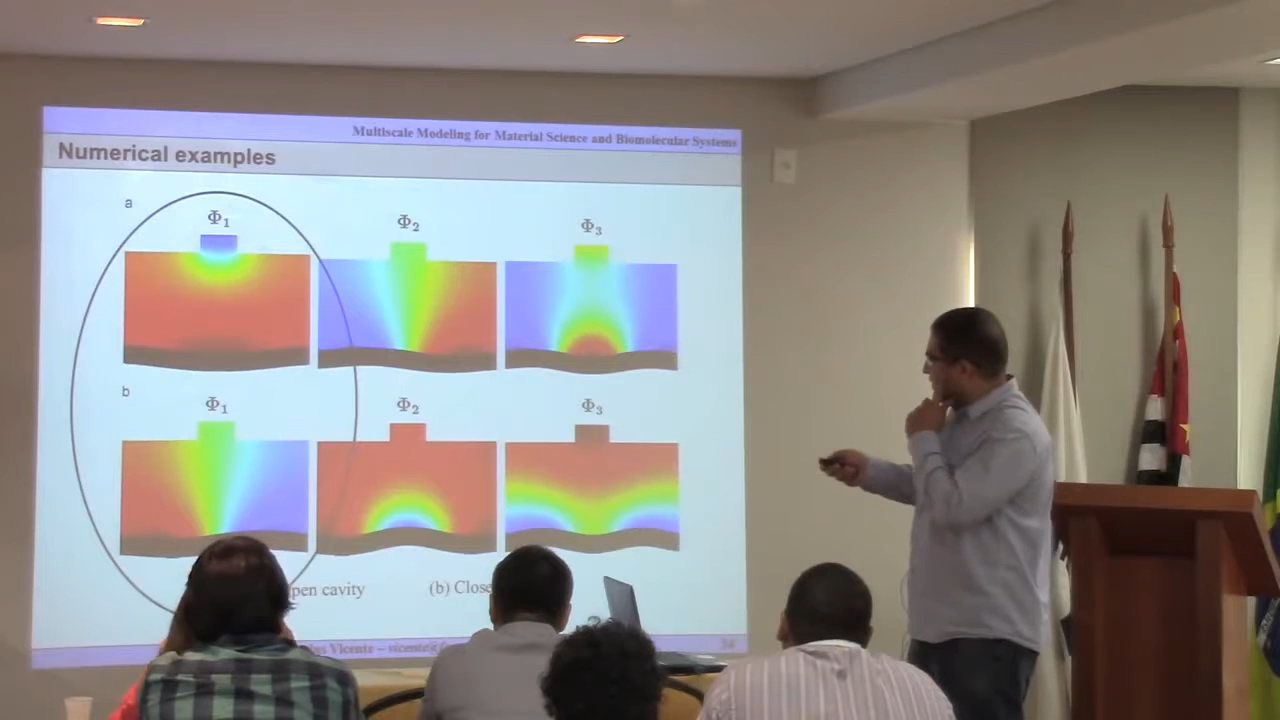 Multiscale Modeling for Material Science and Biomolecular Systems
Numerical examples
a
Φ1 Φ2 Φ3
b
Φ1 Φ2 Φ3
pen cavity (b) Close
Vicente –